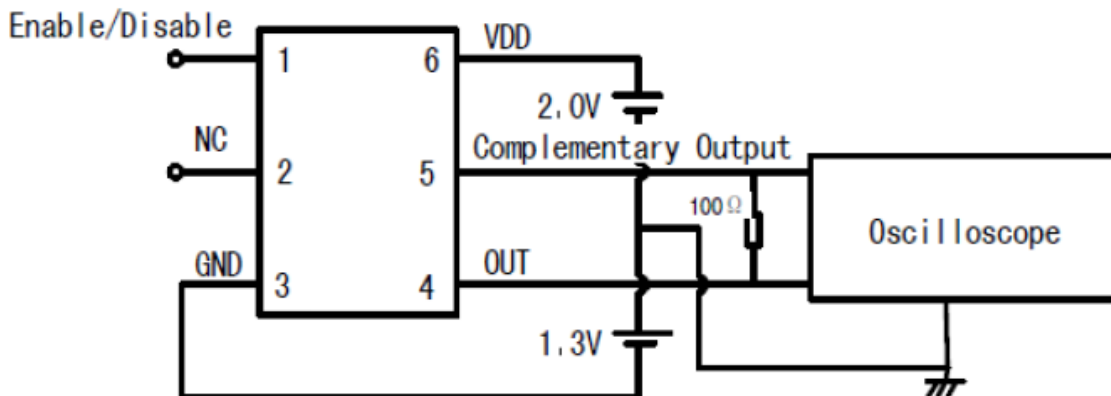 Enable/Disable
VDD
1
6
2.0V
NC
Complementary Output
2
5
100Ω
Oscilloscope
GND
OUT
3
4
1.3V